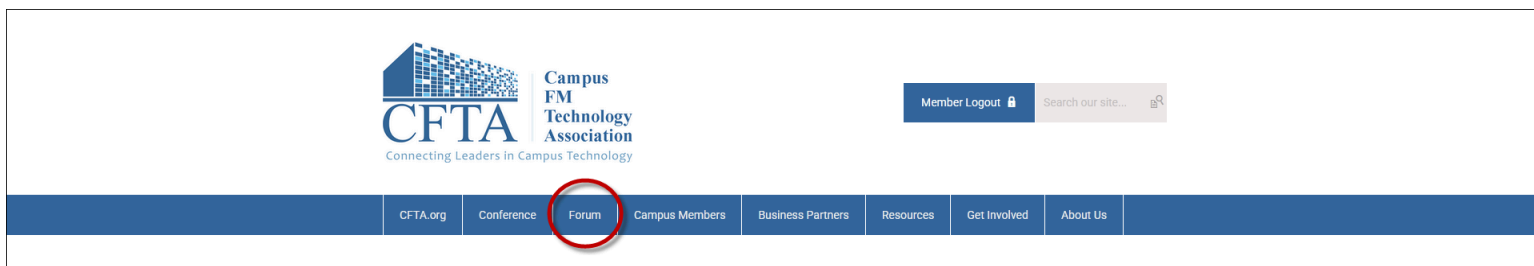 Campus
FM
Technology
Association
CFTA
Connecting Leaders in Campus Technology
Member Logout
Search our site...
CFTA.org
Conference
Forum
Campus Members
Business Partners
Resources
Get Involved
About Us